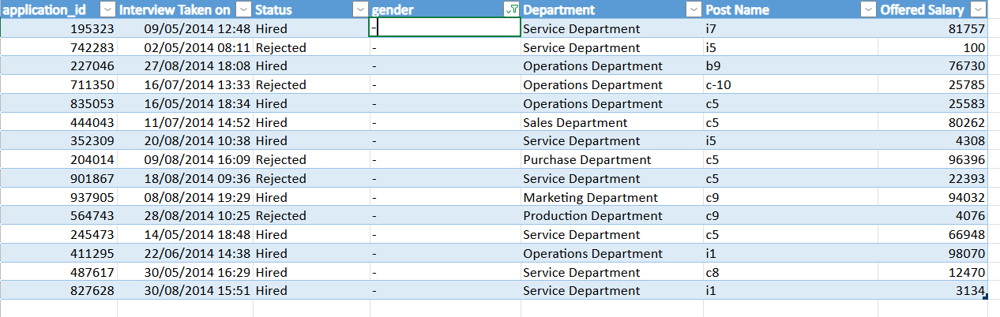 application_id Interview Taken on Status gender Department Post Name Offered Salary
195323 09/05/2014 12:48 Hired - Service Department i7 81757
742283 02/05/2014 08:11 Rejected - Service Department i5 100
227046 27/08/2014 18:08 Hired - Operations Department b9 76730
711350 16/07/2014 13:33 Rejected - Operations Department c-10 25785
835053 16/05/2014 18:34 Hired - Operations Department c5 25583
444043 11/07/2014 14:52 Hired - Sales Department c5 80262
352309 20/08/2014 10:38 Hired - Service Department i5 4308
204014 09/08/2014 16:09 Rejected - Purchase Department c5 96396
901867 18/08/2014 09:36 Rejected - Service Department c5 22393
937905 08/08/2014 19:29 Hired - Marketing Department c9 94032
564743 28/08/2014 10:25 Rejected - Production Department c9 4076
245473 14/05/2014 18:48 Hired - Service Department c5 66948
411295 22/06/2014 14:38 Hired - Operations Department i1 98070
487617 30/05/2014 16:29 Hired - Service Department c8 12470
827628 30/08/2014 15:51 Hired - Service Department i1 3134